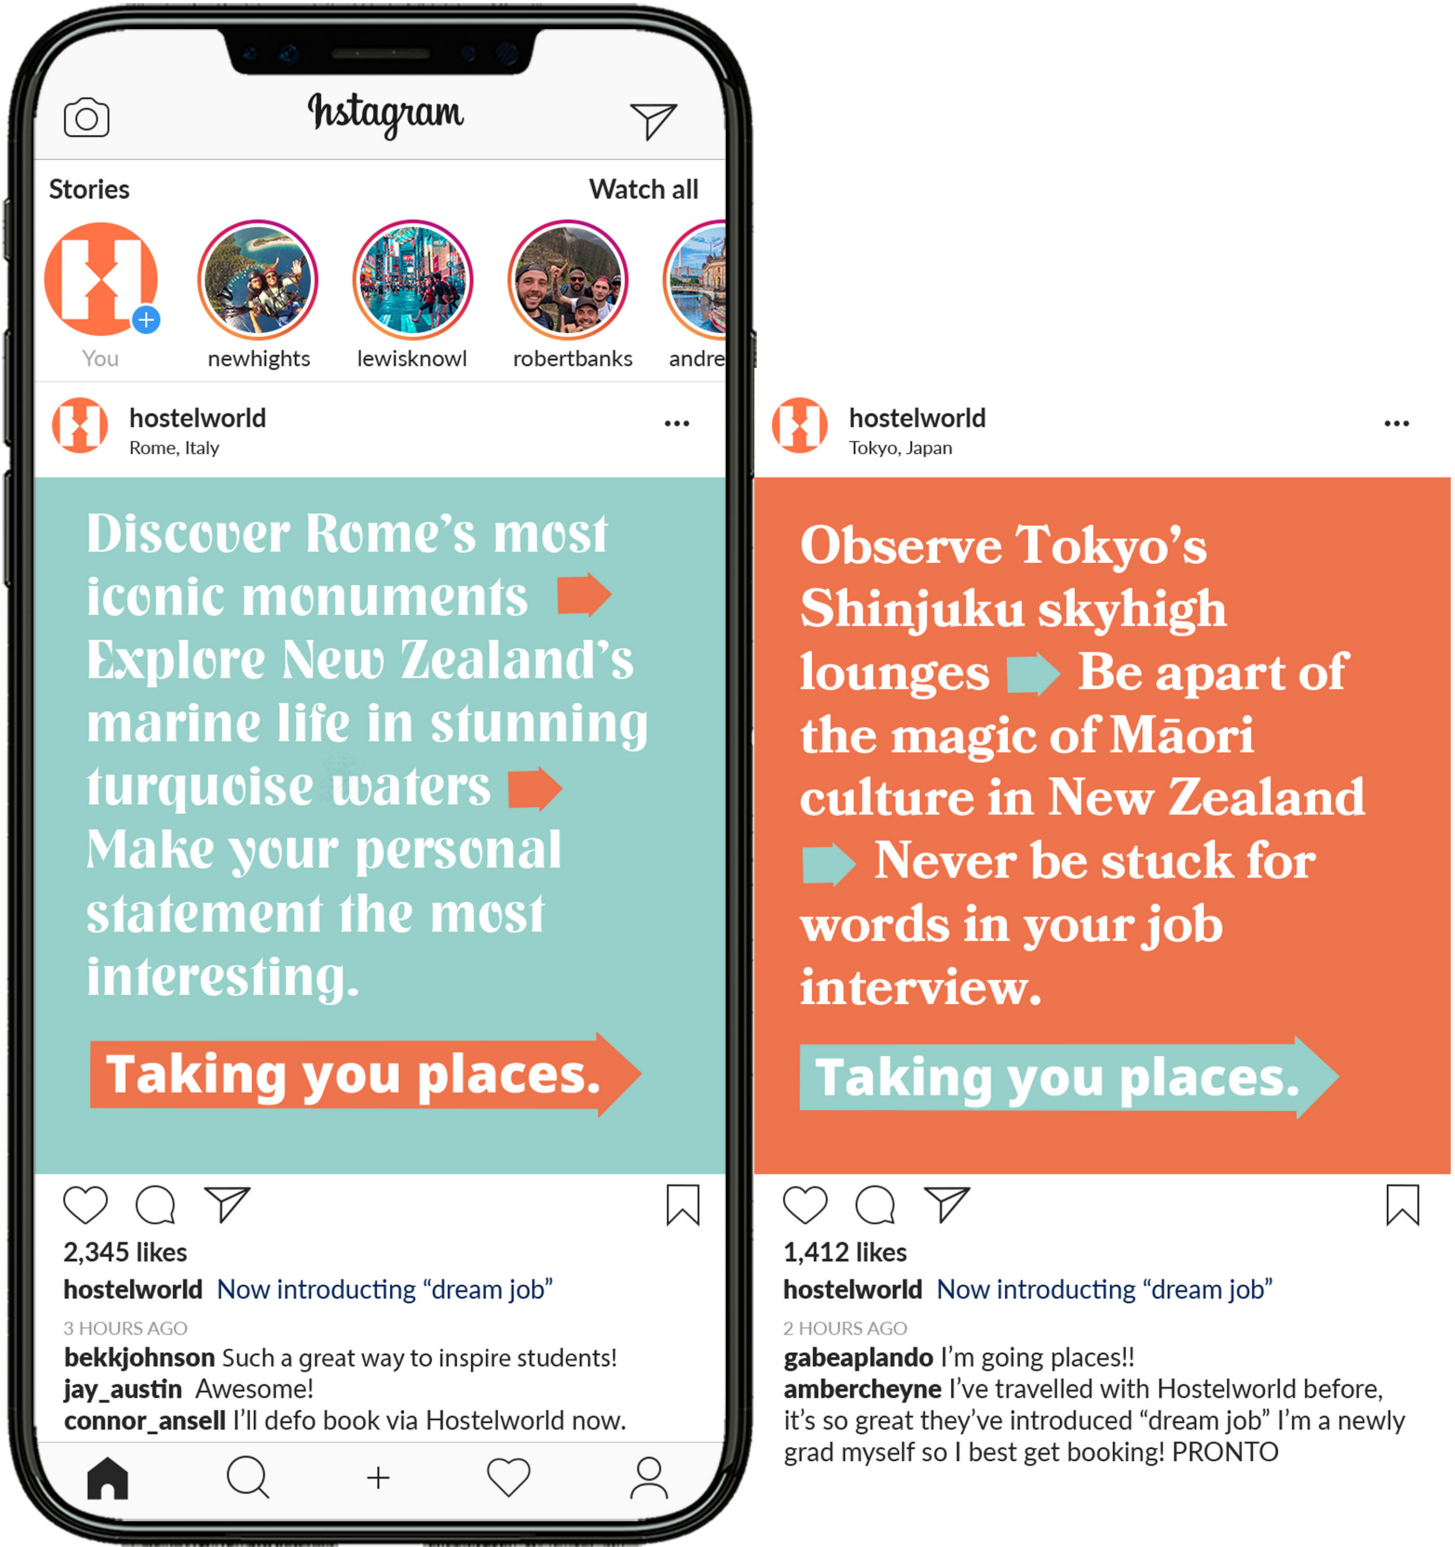 Instagram
Stories
Watch all
You
newhights
lewisknowl
robertbanks
andre
hostelworld
Rome, Italy
Discover Rome’s most
iconic monuments
Explore New Zealand’s
marine life in stunning
turquoise waters
Make your personal
statement the most
interesting.
Taking you places.
2,345 likes
hostelworld Now introducting “dream job”
3 HOURS AGO
bekkjohnson Such a great way to inspire students!
jay_austin Awesome!
connor_ansell I’ll defo book via Hostelworld now.
hostelworld
Tokyo, Japan
Observe Tokyo’s
Shinjuku skyhigh
lounges Be apart of
the magic of Māori
culture in New Zealand
Never be stuck for
words in your job
interview.
Taking you places.
1,412 likes
hostelworld Now introducting “dream job”
2 HOURS AGO
gabeaplando I’m going places!!
ambercheyne I’ve travelled with Hostelworld before,
it’s so great they’ve introduced “dream job” I’m a newly
grad myself so I best get booking! PRONTO